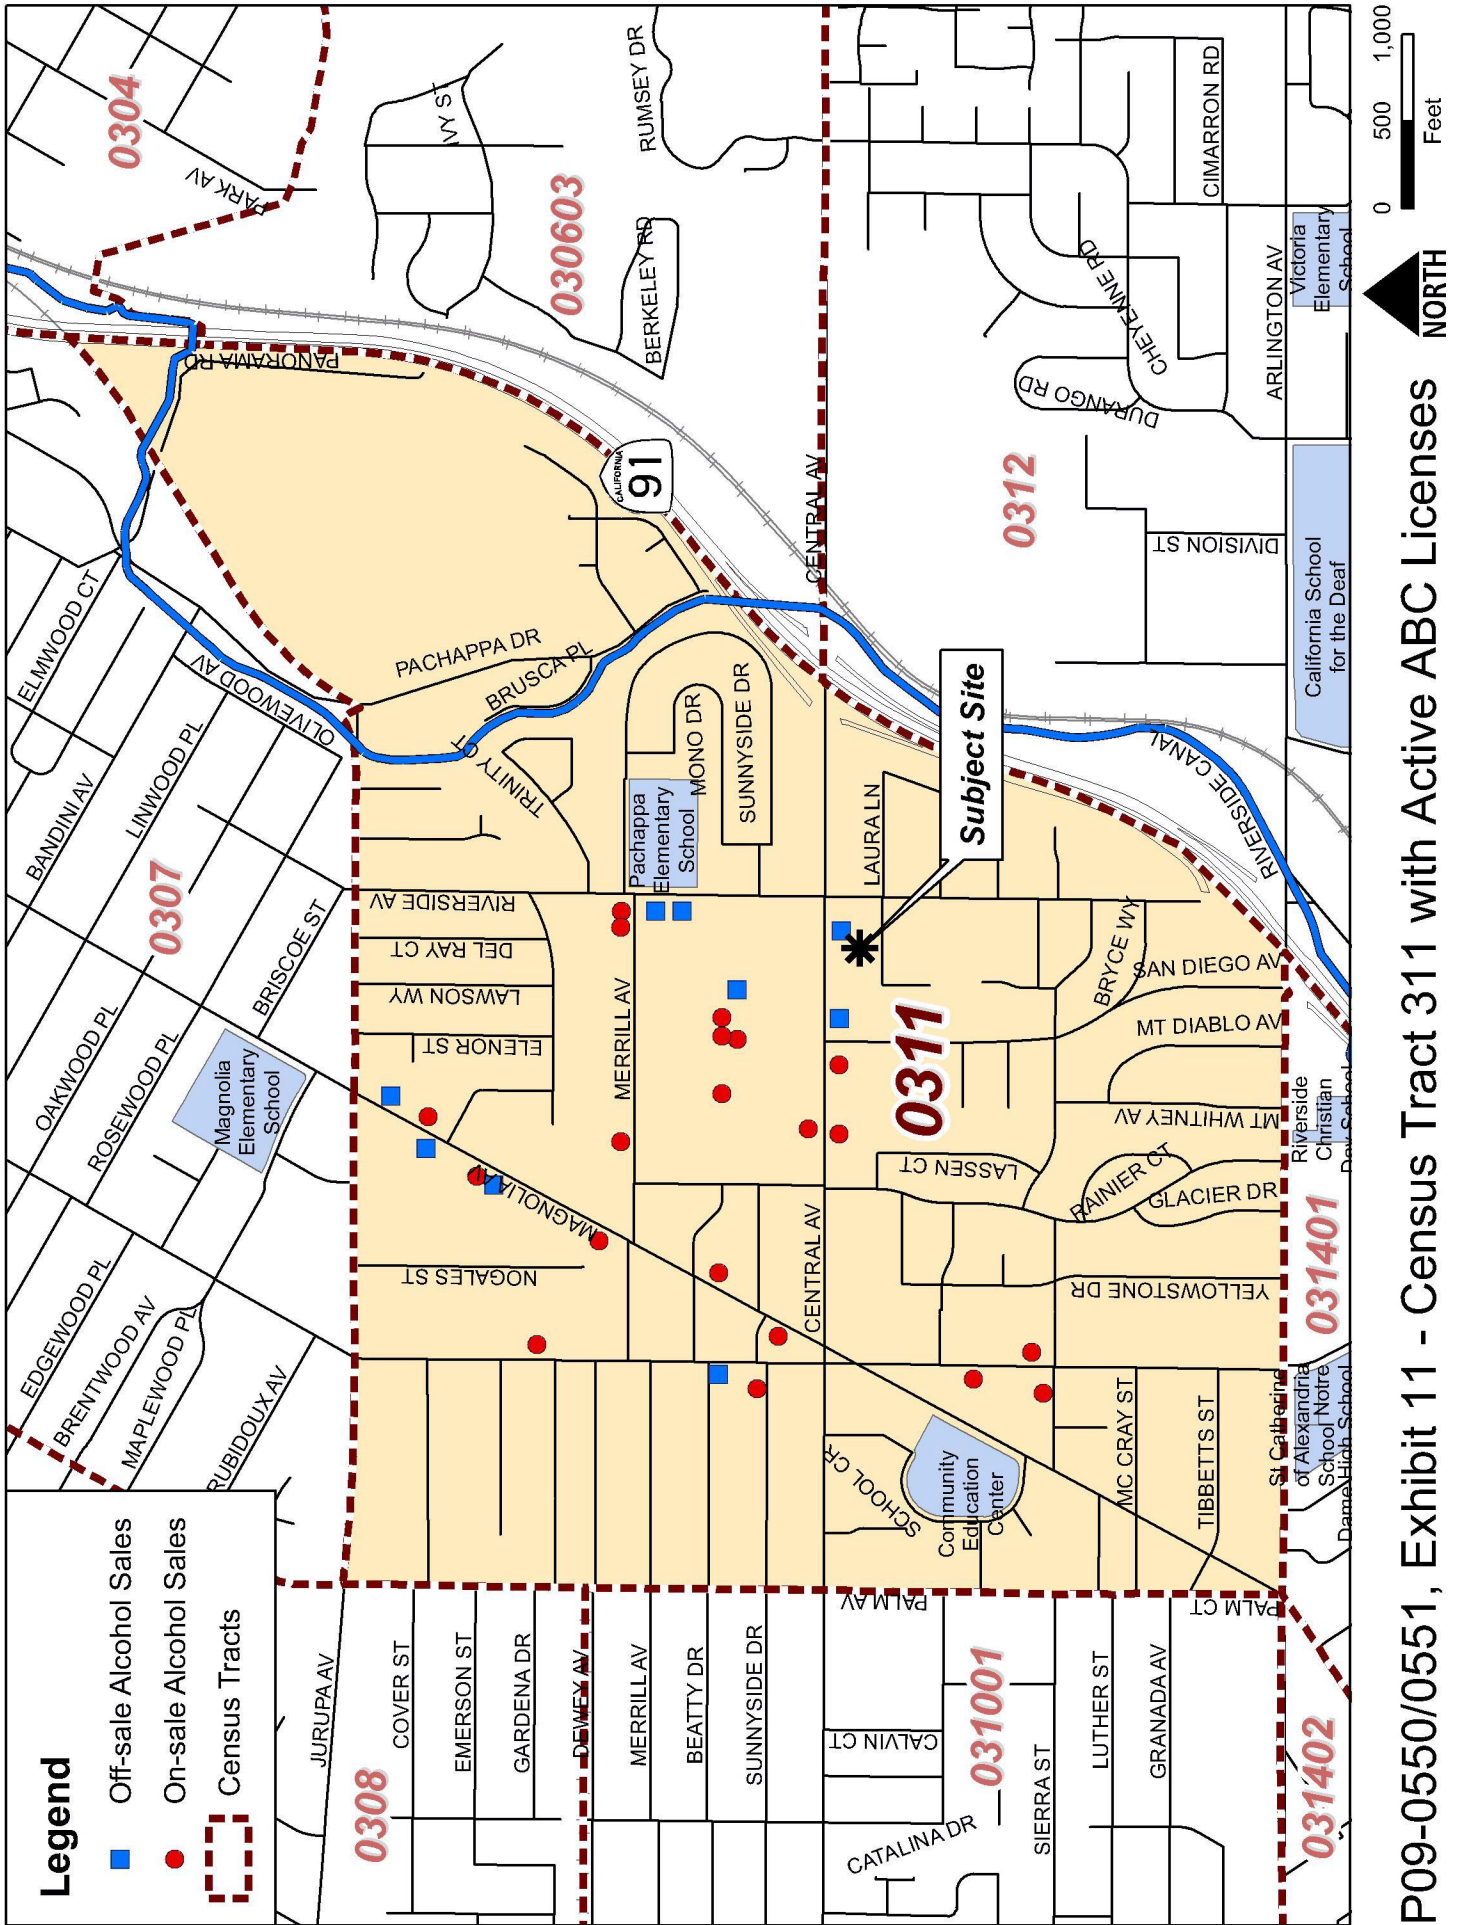 Legend
Off-sale Alcohol Sales
On-sale Alcohol Sales
Census Tracts
0304
PARK AV
IVY ST
RUMSEY DR
030603
BERKELEY RD
PANORAMA RD
CALIFORNIA
91
CENTRAL AV
CIMARRON RD
CHEYENNE RD
DURANGO RD
ARLINGTON AV
Victoria
Elementary
School
0312
DIVISION ST
California School
for the Deaf
ELMWOOD CT
OLIVEWOOD AV
BANDINI AV
LINWOOD PL
0307
BRISCOE ST
OAKWOOD PL
ROSEWOOD PL
Magnolia
Elementary
School
EDGEWOOD PL
BRENTWOOD AV
MAPLEWOOD PL
RUBIDOUX AV
PACHAPPA DR
BRUSCA PL
TRINITY CT
MONO DR
SUNNYSIDE DR
Pachappa
Elementary
School
RIVERSIDE AV
DEL RAY CT
LAWSON WY
ELENOR ST
MERRILL AV
MAGNOLIA AV
NOGALES ST
CENTRAL AV
LAURA LN
Subject Site
RIVERSIDE CANAL
0311
BRYCE WY
SAN DIEGO AV
MT DIABLO AV
MT WHITNEY AV
LASSEN CT
RAINIER CT
GLACIER DR
YELLOWSTONE DR
Riverside
Christian
Day School
031401
St Catherine
of Alexandria
School Notre
Dame High School
SCHOOL CR
Community
Education
Center
MC CRAY ST
TIBBETTS ST
PALM AV
PALM CT
JURUPA AV
COVER ST
EMERSON ST
GARDENA DR
DEWEY AV
MERRILL AV
BEATTY DR
SUNNYSIDE DR
0308
CALVIN CT
CATALINA DR
031001
SIERRA ST
LUTHER ST
GRANADA AV
031402
0 500 1,000
Feet
NORTH
P09-0550/0551, Exhibit 11 - Census Tract 311 with Active ABC Licenses